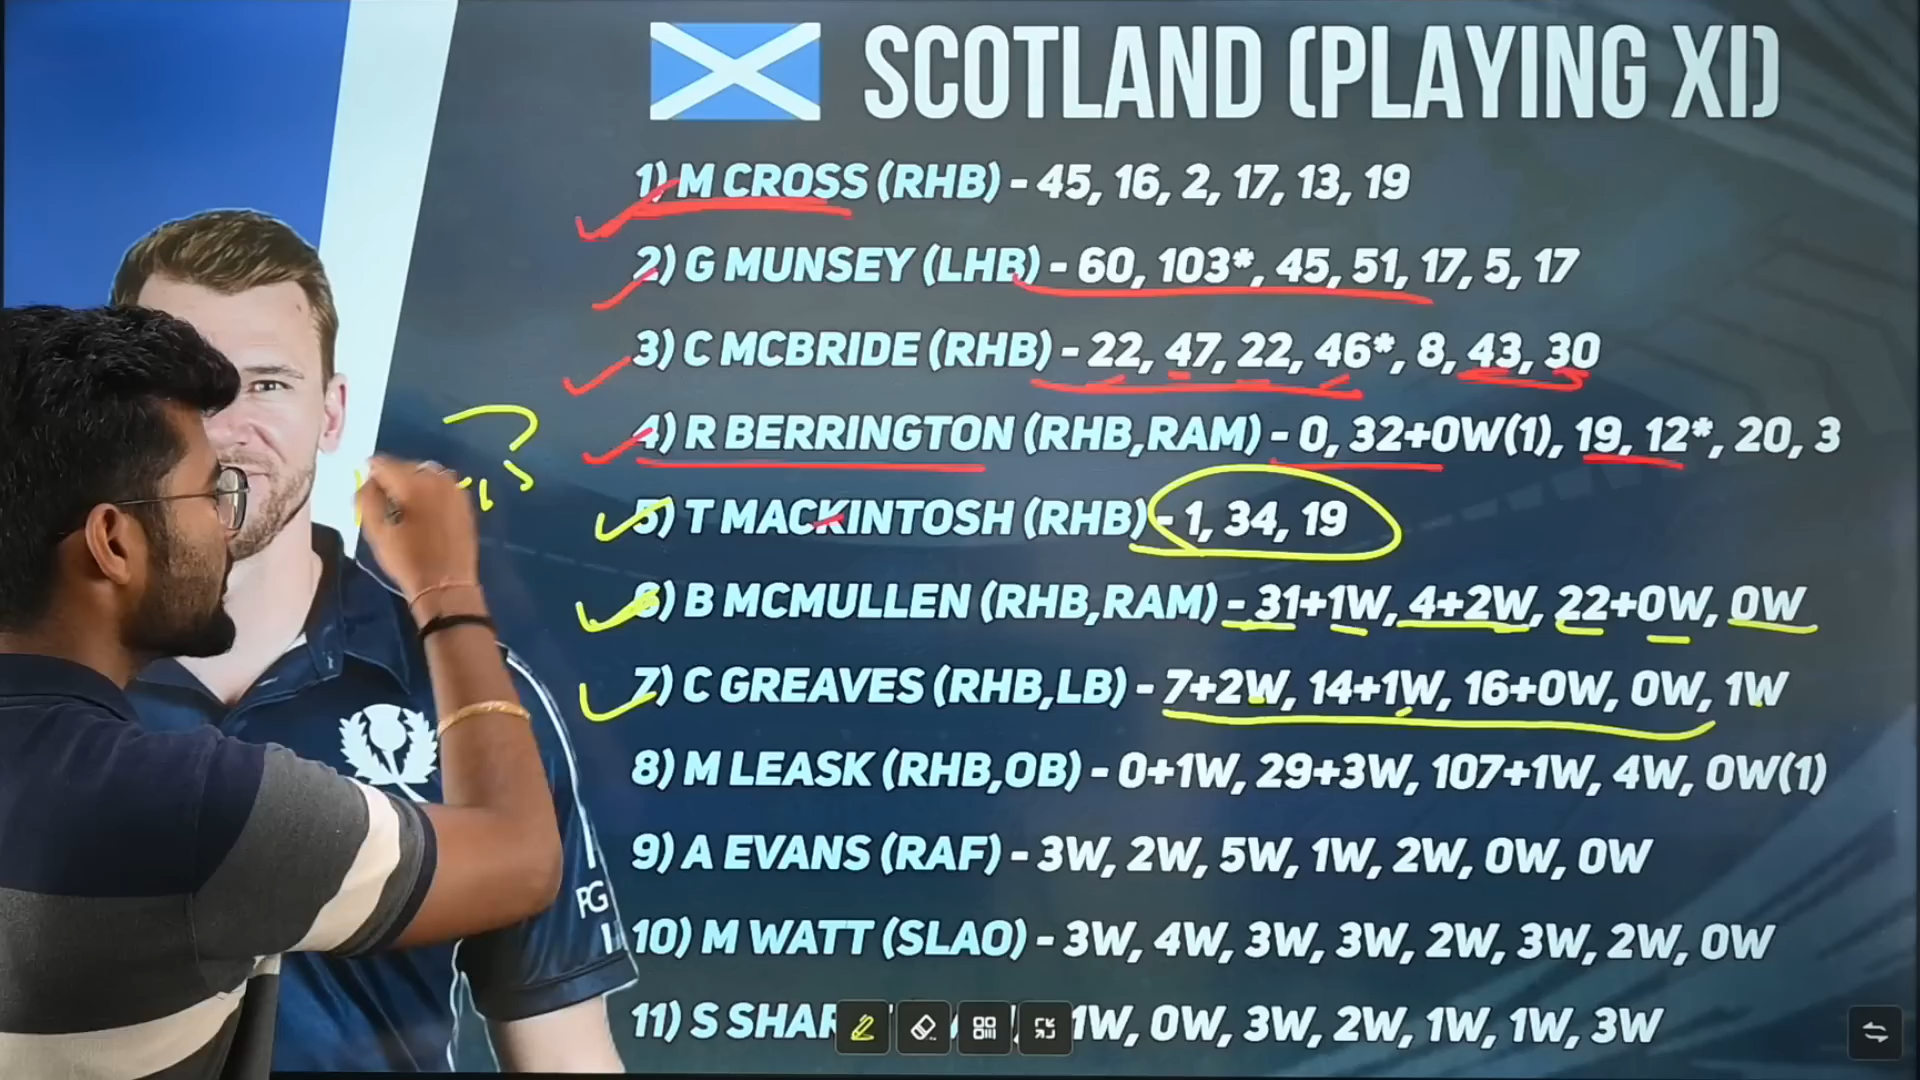 SCOTLAND (PLAYING XI)
1) M CROSS (RHB) - 45, 16, 2, 17, 13, 19
2) G MUNSEY (LHB) - 60, 103*, 45, 51, 17, 5, 17
3) C MCBRIDE (RHB) - 22, 47, 22, 46*, 8, 43, 30
4) R BERRINGTON (RHB,RAM) - 0, 32+0W(1), 19, 12*, 20, 3
5) T MACKINTOSH (RHB) - 1, 34, 19
6) B MCMULLEN (RHB,RAM) - 31+1W, 4+2W, 22+0W, 0W
7) C GREAVES (RHB,LB) - 7+2W, 14+1W, 16+0W, 0W, 1W
8) M LEASK (RHB,OB) - 0+1W, 29+3W, 107+1W, 4W, 0W(1)
9) A EVANS (RAF) - 3W, 2W, 5W, 1W, 2W, 0W, 0W
10) M WATT (SLAO) - 3W, 4W, 3W, 3W, 2W, 3W, 2W, 0W
11) S 1W, 0W, 3W, 2W, 1W, 1W, 3W